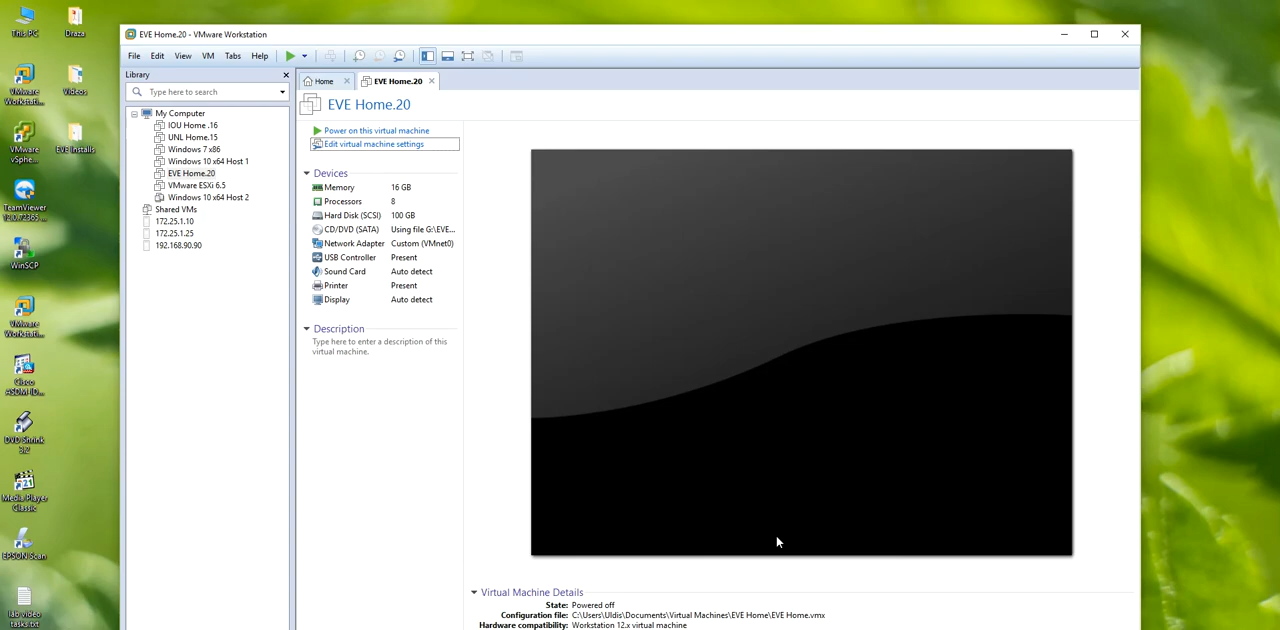 This PC
Draza
VMware
Workstati...
Videos
VMware
vSphe...
EVE Installs
TeamViewer
WinSCP
VMware
Workstati...
Cisco
ASDM-ID...
DVD Shrink
3.2
Media Player
Classic
EPSON Scan
lab video
tasks.txt
EVE Home.20 - VMware Workstation
File Edit View VM Tabs Help
Library
Type here to search
My Computer
IOU Home .16
UNL Home.15
Windows 7 x86
Windows 10 x64 Host 1
EVE Home.20
VMware ESXi 6.5
Windows 10 x64 Host 2
Shared VMs
172.25.1.10
172.25.1.25
192.168.90.90
Home
EVE Home.20
EVE Home.20
Power on this virtual machine
Edit virtual machine settings
Devices
Memory 16 GB
Processors 8
Hard Disk (SCSI) 100 GB
CD/DVD (SATA) Using file G:\EVE...
Network Adapter Custom (VMnet0)
USB Controller Present
Sound Card Auto detect
Printer Present
Display Auto detect
Description
Type here to enter a description of this
virtual machine.
Virtual Machine Details
State: Powered off
Configuration file: C:\Users\Uldis\Documents\Virtual Machines\EVE Home\EVE Home.vmx
Hardware compatibility: Workstation 12.x virtual machine